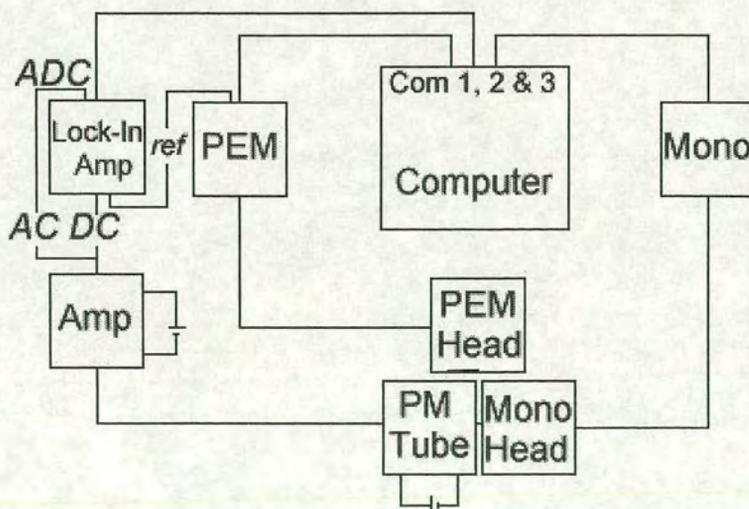 ADC
Com 1, 2 & 3
Lock-In
Amp
ref
PEM
Computer
Mono
AC DC
Amp
PEM
Head
PM
Tube
Mono
Head